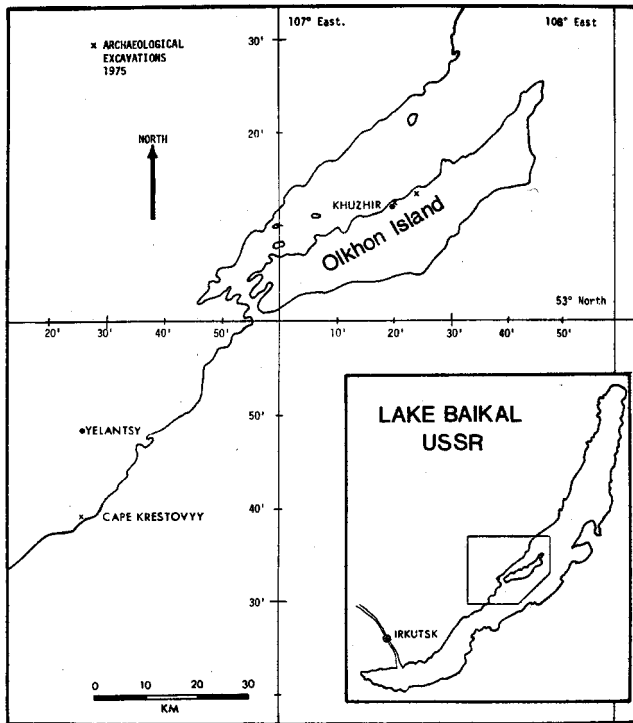 107° East.
108° East
x ARCHAEOLOGICAL
EXCAVATIONS
1975
30'
NORTH
20'
KHUZHIR
Olkhon Island
10'
53° North
20' 30' 40' 50' 10' 20' 30' 40' 50'
50'
YELANTSY
40'
CAPE KRESTOVYY
30'
0 10 20 30
KM
LAKE BAIKAL
USSR
IRKUTSK